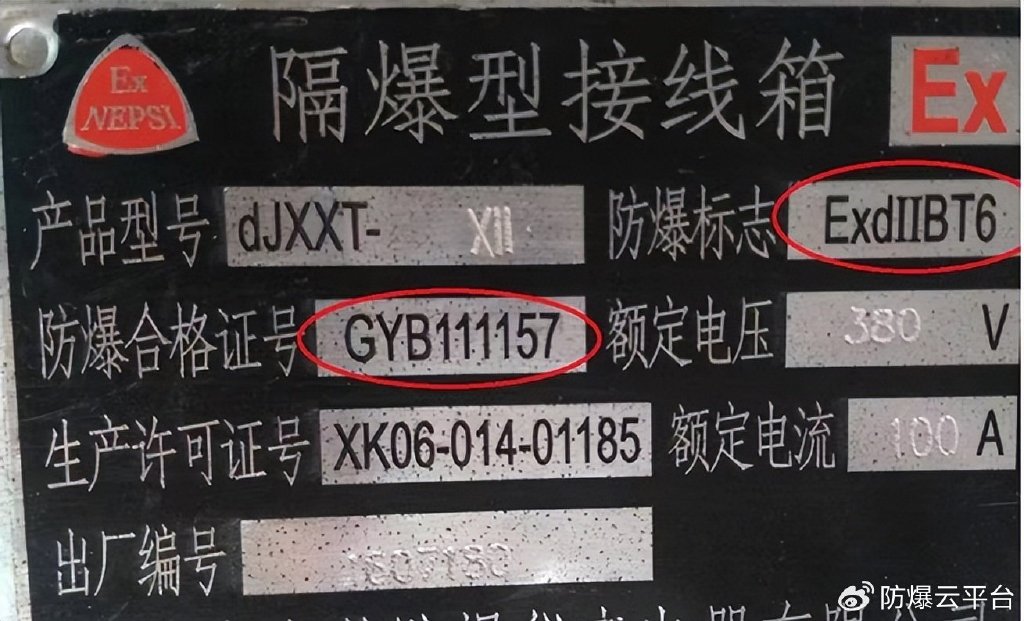 Ex
NEPSI
隔爆型接线箱
Ex
产品型号 dJXXT- XII 防爆标志 ExdIIBT6
防爆合格证号 GYB111157 额定电压 380 V
生产许可证号 XK06-014-01185 额定电流 100 A
出厂编号 1607180
防爆云平台